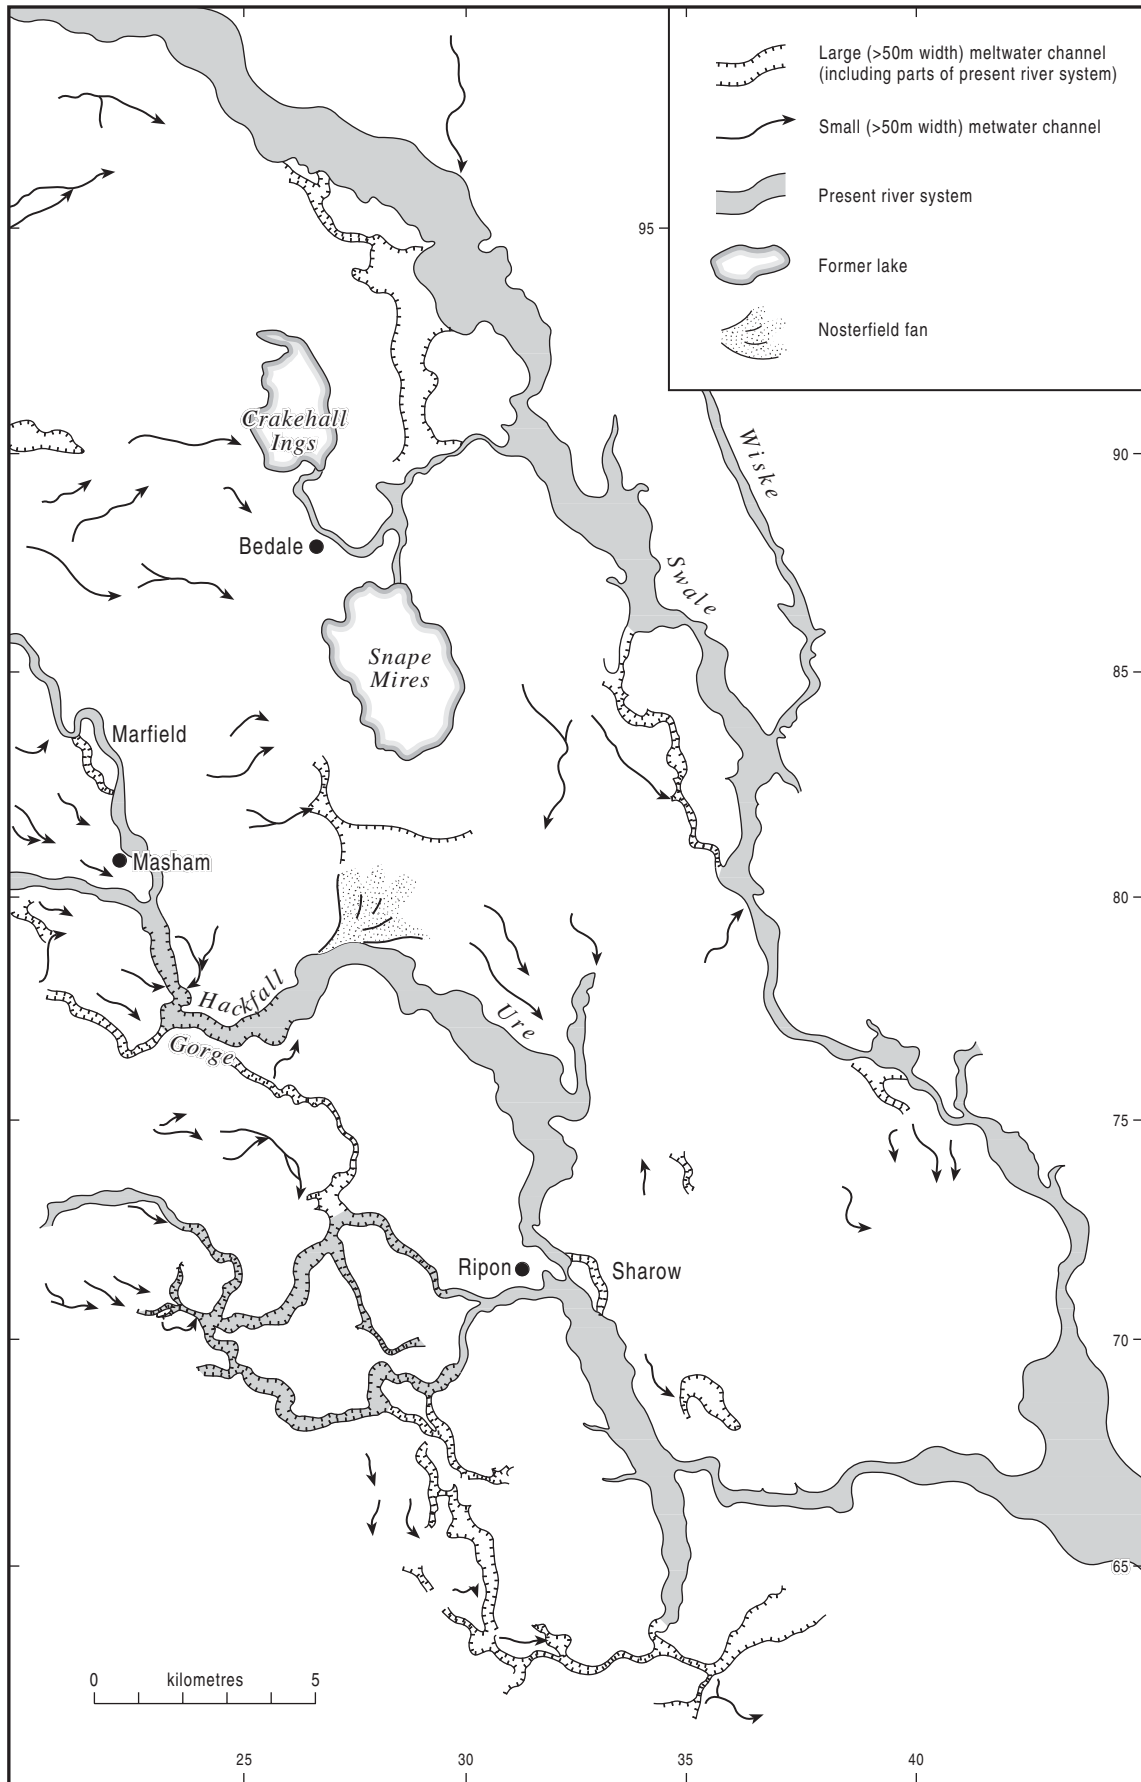 Large (>50m width) meltwater channel
(including parts of present river system)
Small (>50m width) metwater channel
Present river system
Former lake
Nosterfield fan
95
90
85
80
75
70
65
Wiske
Swale
Crakehall
Ings
Bedale
Snape
Mires
Marfield
Masham
Hackfall
Gorge
Ure
Ripon
Sharow
0 kilometres 5
25 30 35 40